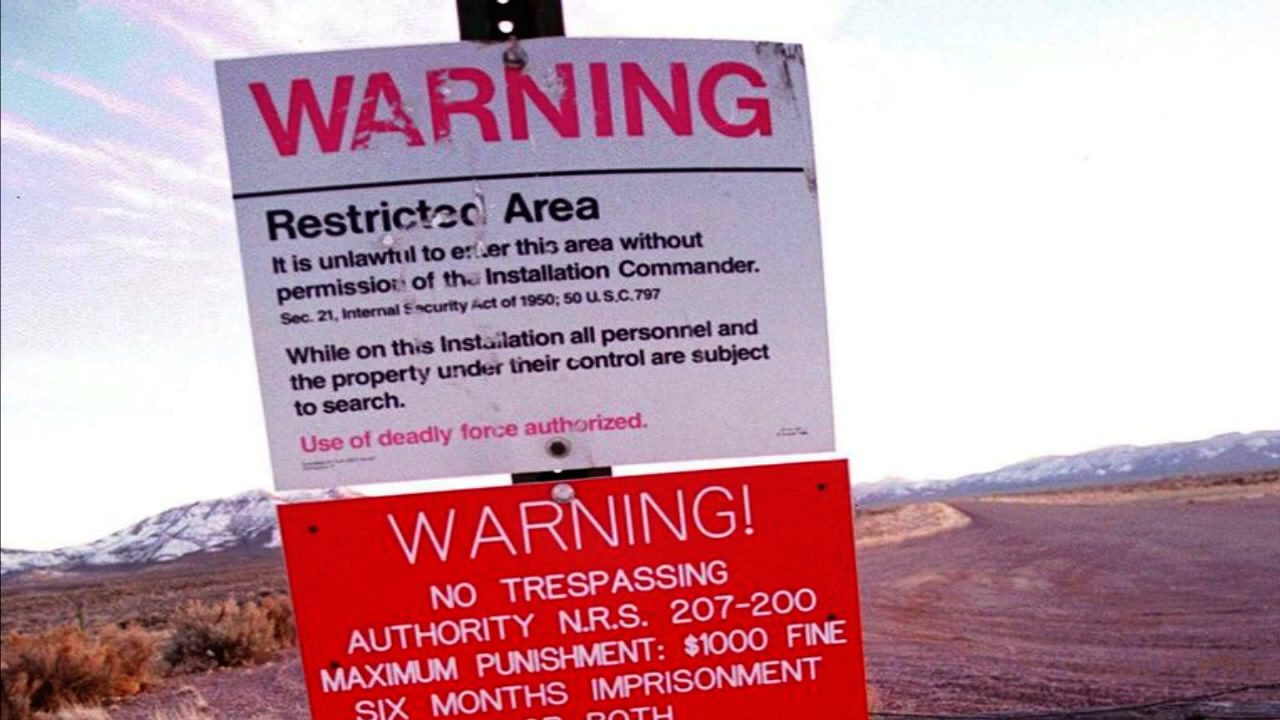 WARNING
Restricted Area
It is unlawful to enter this area without
permission of the Installation Commander.
Sec. 21, Internal Security Act of 1950; 50 U.S.C. 797
While on this Installation all personnel and
the property under their control are subject
to search.
Use of deadly force authorized.
WARNING!
NO TRESPASSING
AUTHORITY N.R.S. 207-200
MAXIMUM PUNISHMENT: $1000 FINE
SIX MONTHS IMPRISONMENT
OR BOTH